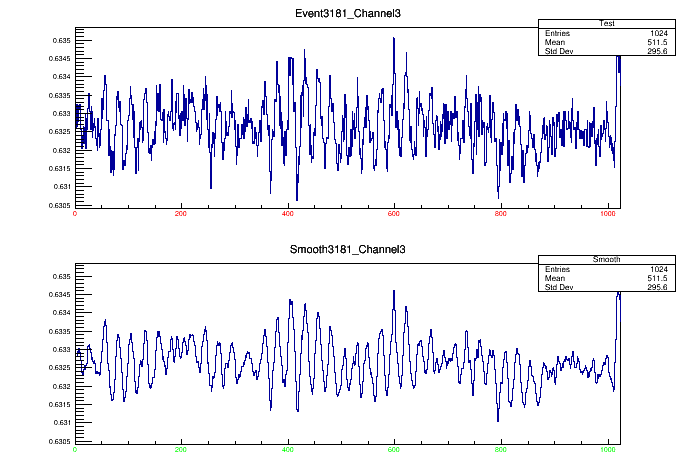 Event3181_Channel3
Test
Entries 1024
Mean 511.5
Std Dev 295.6
0.635
0.6345
0.634
0.6335
0.633
0.6325
0.632
0.6315
0.631
0.6305
0 200 400 600 800 1000
Smooth3181_Channel3
Smooth
Entries 1024
Mean 511.5
Std Dev 295.6
0.635
0.6345
0.634
0.6335
0.633
0.6325
0.632
0.6315
0.631
0.6305
0 200 400 600 800 1000